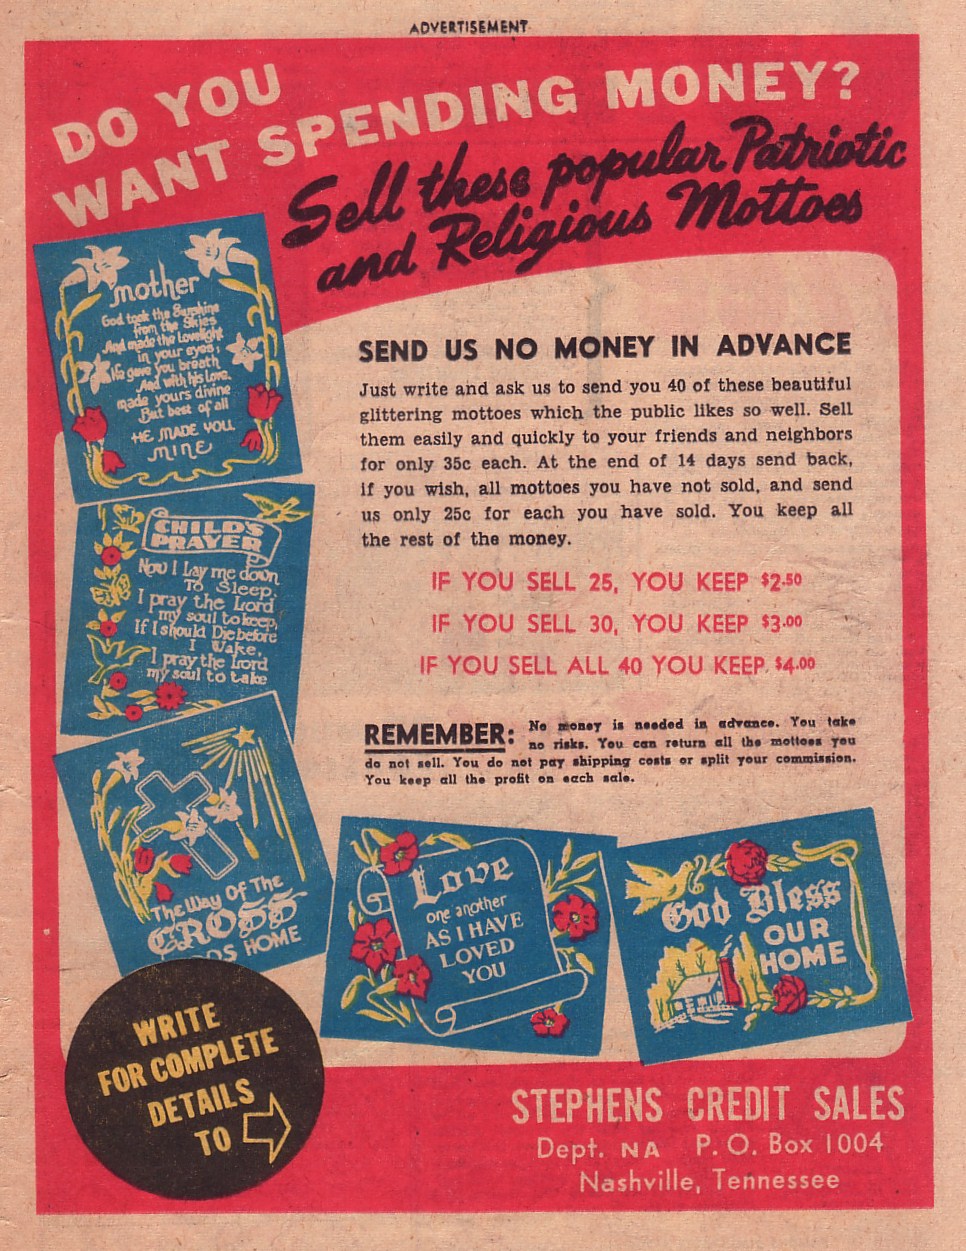 ADVERTISEMENT
DO YOU
WANT SPENDING MONEY?
Sell these popular Patriotic
and Religious Mottoes
mother
God took the Sunshine
from the Skies
And made the Lovelight
in your eyes,
He gave you breath
And with his Love,
made yours divine
But best of all
HE MADE YOU
MINE
SEND US NO MONEY IN ADVANCE
Just write and ask us to send you 40 of these beautiful
glittering mottoes which the public likes so well. Sell
them easily and quickly to your friends and neighbors
for only 35c each. At the end of 14 days send back,
if you wish, all mottoes you have not sold, and send
us only 25c for each you have sold. You keep all
the rest of the money.
IF YOU SELL 25, YOU KEEP $2.50
IF YOU SELL 30, YOU KEEP $3.00
IF YOU SELL ALL 40 YOU KEEP $4.00
CHILD'S
PRAYER
Now I Lay me down
To Sleep,
I pray the Lord
my soul to keep,
If I should Die before
I Wake,
I pray the Lord
my soul to take
REMEMBER: No money is needed in advance. You take
no risks. You can return all the mottoes you
do not sell. You do not pay shipping costs or split your commission.
You keep all the profit on each sale.
The Way Of The
CROSS
DS HOME
Love
one another
AS I HAVE
LOVED
YOU
God Bless
OUR
HOME
WRITE
FOR COMPLETE
DETAILS
TO
STEPHENS CREDIT SALES
Dept. NA P. O. Box 1004
Nashville, Tennessee